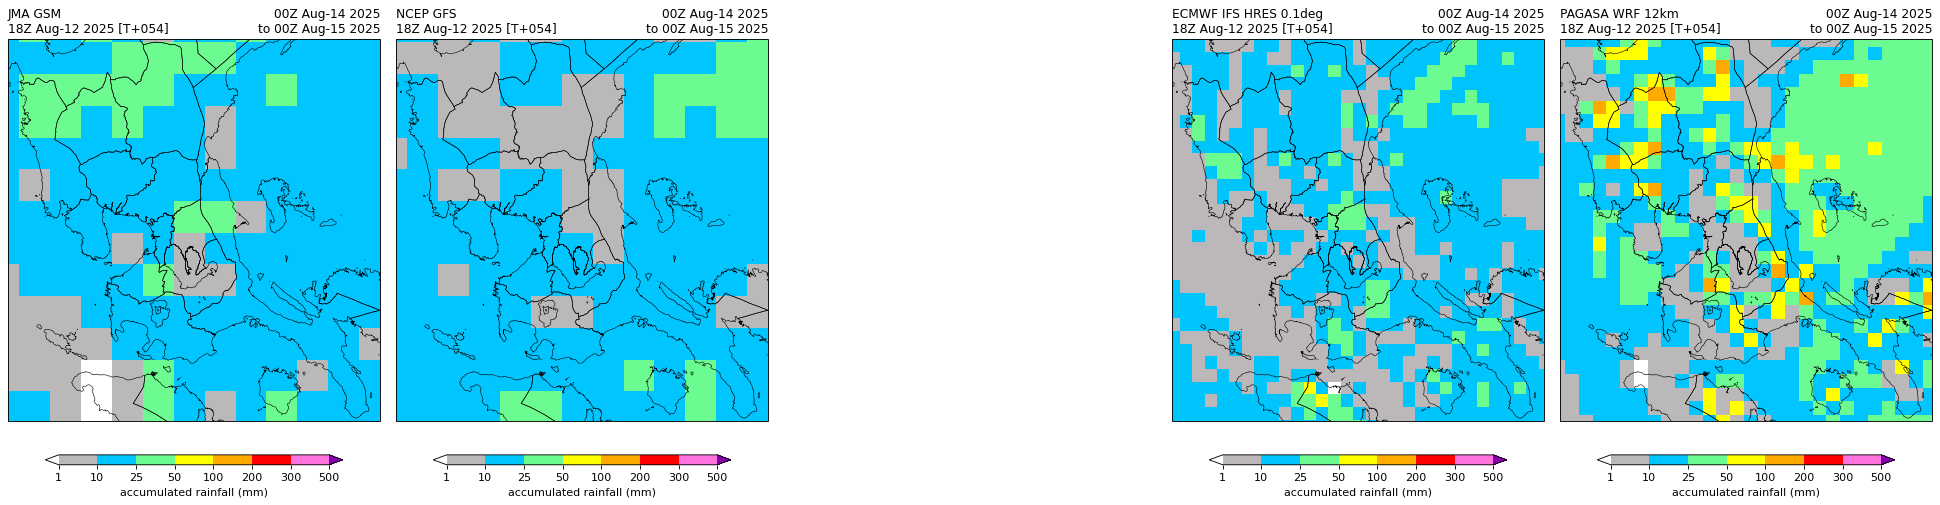 JMA GSM 00Z Aug-14 2025
18Z Aug-12 2025 [T+054] to 00Z Aug-15 2025
NCEP GFS 00Z Aug-14 2025
18Z Aug-12 2025 [T+054] to 00Z Aug-15 2025
ECMWF IFS HRES 0.1deg 00Z Aug-14 2025
18Z Aug-12 2025 [T+054] to 00Z Aug-15 2025
PAGASA WRF 12km 00Z Aug-14 2025
18Z Aug-12 2025 [T+054] to 00Z Aug-15 2025
1 10 25 50 100 200 300 500
accumulated rainfall (mm)
1 10 25 50 100 200 300 500
accumulated rainfall (mm)
1 10 25 50 100 200 300 500
accumulated rainfall (mm)
1 10 25 50 100 200 300 500
accumulated rainfall (mm)